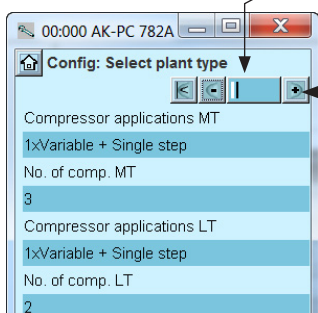 00:000 AK-PC 782A
Config: Select plant type
Compressor applications MT
1xVariable + Single step
No. of comp. MT
3
Compressor applications LT
1xVariable + Single step
No. of comp. LT
2